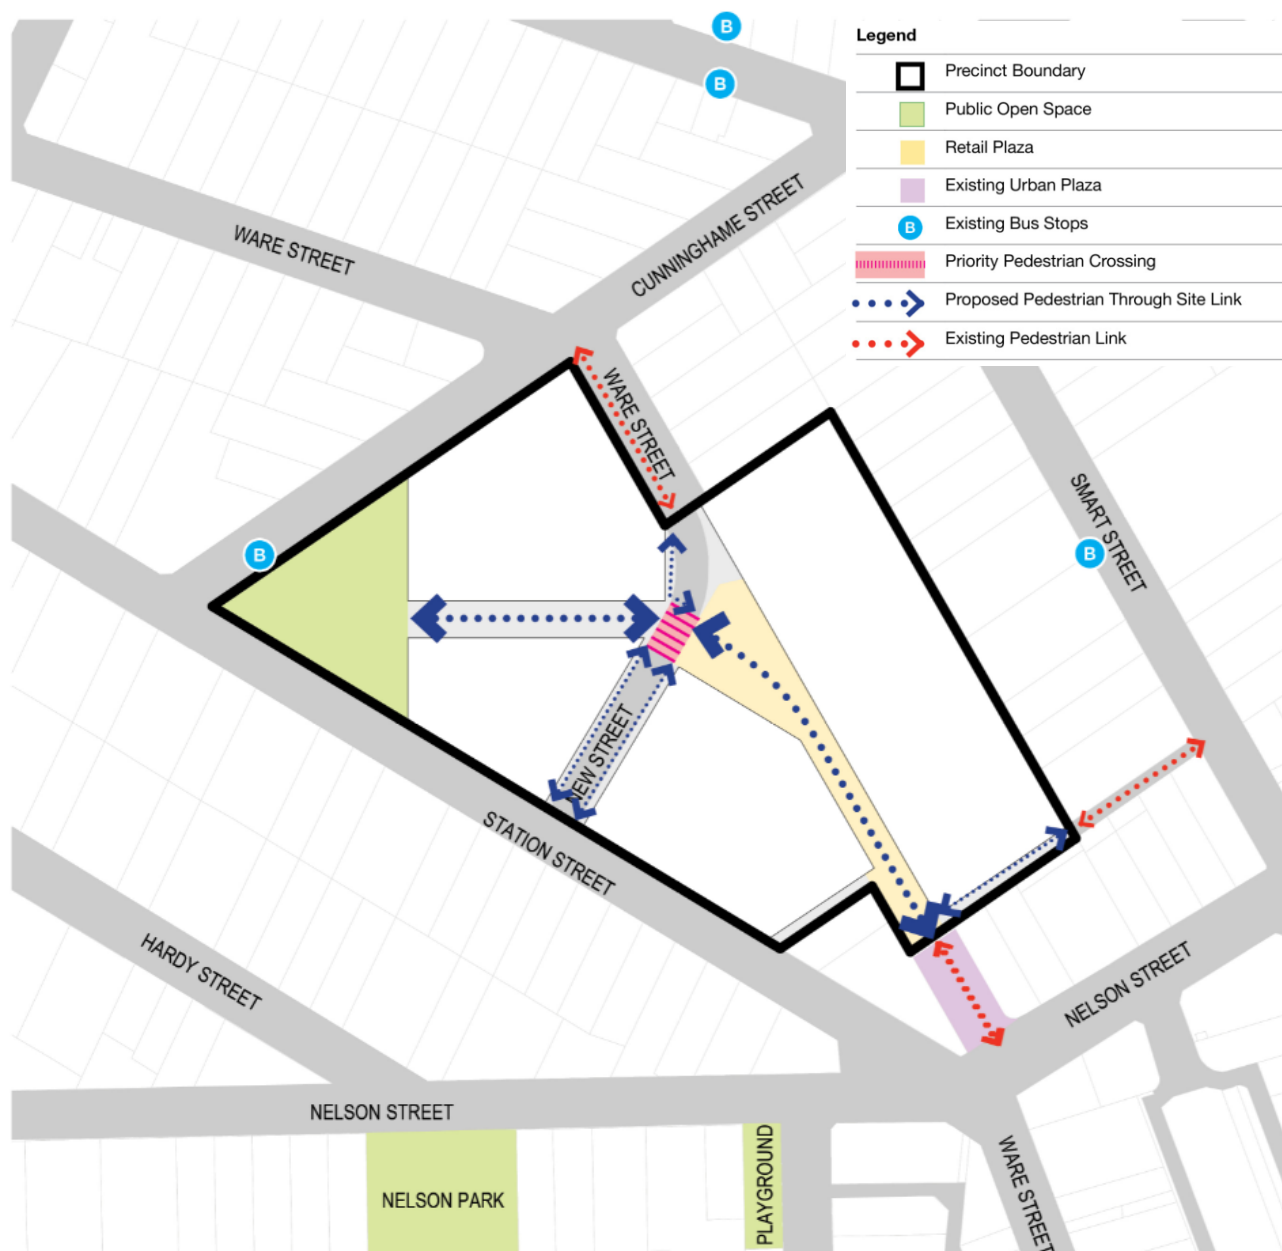 B
B
Legend
Precinct Boundary
Public Open Space
Retail Plaza
Existing Urban Plaza
B Existing Bus Stops
Priority Pedestrian Crossing
Proposed Pedestrian Through Site Link
Existing Pedestrian Link
WARE STREET
CUNNINGHAME STREET
WARE STREET
SMART STREET
B
B
NEW STREET
STATION STREET
HARDY STREET
NELSON STREET
NELSON STREET
NELSON PARK
PLAYGROUND
WARE STREET